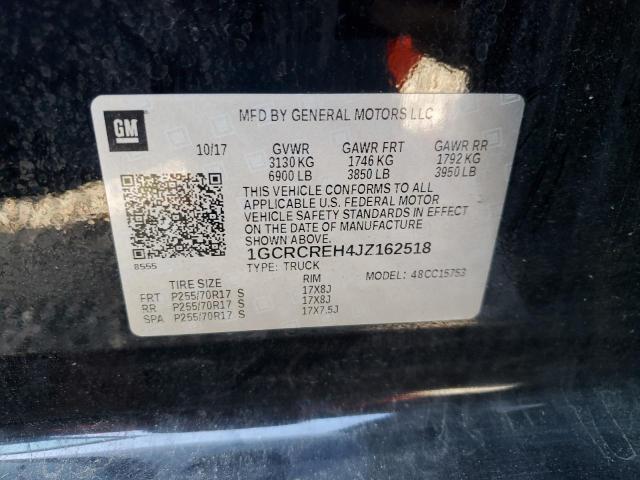 GM
MFD BY GENERAL MOTORS LLC
10/17 GVWR GAWR FRT GAWR RR
3130 KG 1746 KG 1792 KG
6900 LB 3850 LB 3950 LB
THIS VEHICLE CONFORMS TO ALL
APPLICABLE U.S. FEDERAL MOTOR
VEHICLE SAFETY STANDARDS IN EFFECT
ON THE DATE OF MANUFACTURE
SHOWN ABOVE.
8555 1GCRCREH4JZ162518
TYPE: TRUCK
MODEL: 48CC15753
TIRE SIZE RIM
FRT P255/70R17 S 17X8J
RR P255/70R17 S 17X8J
SPA P255/70R17 S 17X7.5J